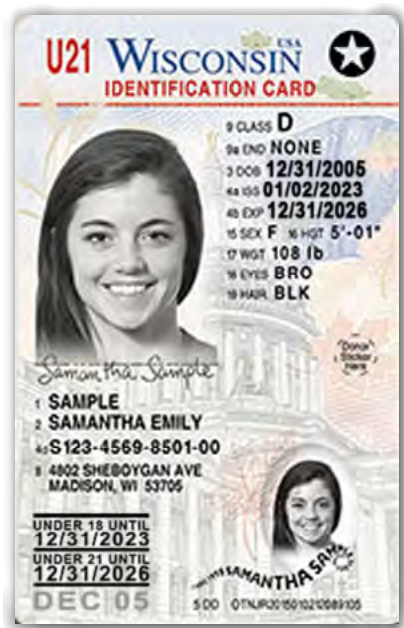 U21 WISCONSIN USA
IDENTIFICATION CARD
9 CLASS D
9a END NONE
3 DOB 12/31/2005
4a ISS 01/02/2023
4b EXP 12/31/2026
15 SEX F 16 HGT 5'-01"
17 WGT 108 lb
18 EYES BRO
19 HAIR BLK
Donor
Sticker
Here
Samantha Sample
1 SAMPLE
2 SAMANTHA EMILY
4d S123-4569-8501-00
8 4802 SHEBOYGAN AVE
MADISON, WI 53705
UNDER 18 UNTIL
12/31/2023
UNDER 21 UNTIL
12/31/2026
SAMANTHA
DEC 05
5 DD OTNJR2015010212069105